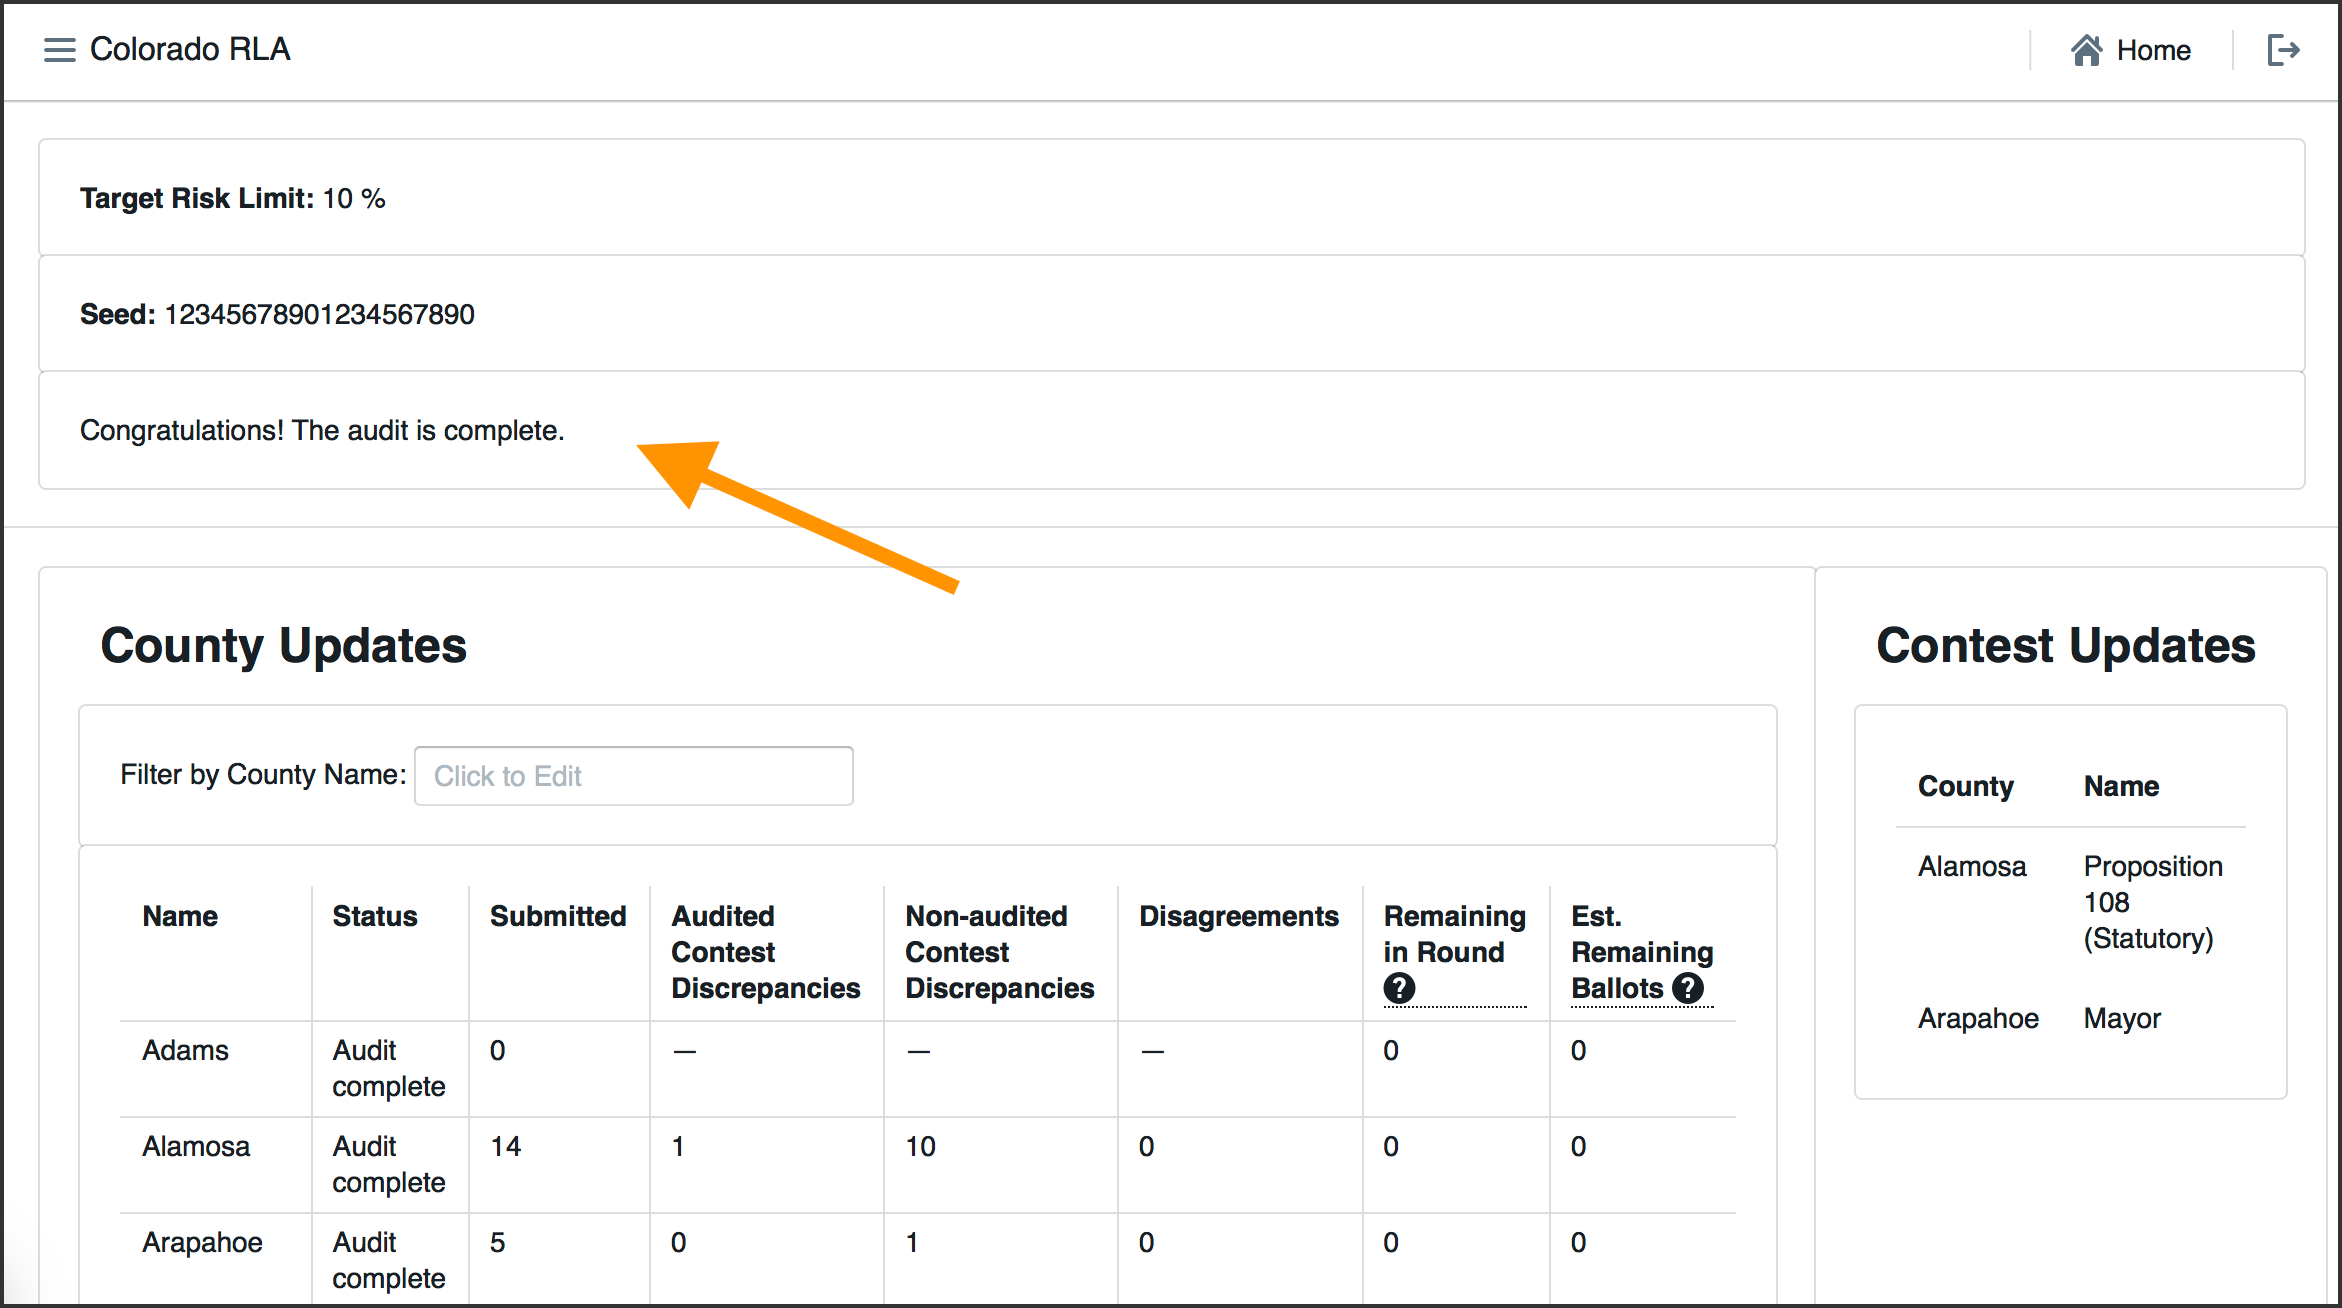 Colorado RLA
Home
Target Risk Limit: 10 %
Seed: 12345678901234567890
Congratulations! The audit is complete.
County Updates
Filter by County Name: Click to Edit
Name Status Submitted Audited Contest Discrepancies Non-audited Contest Discrepancies Disagreements Remaining in Round ? Est. Remaining Ballots ?
Adams Audit complete 0 — — — 0 0
Alamosa Audit complete 14 1 10 0 0 0
Arapahoe Audit complete 5 0 1 0 0 0
Contest Updates
County Name
Alamosa Proposition 108 (Statutory)
Arapahoe Mayor